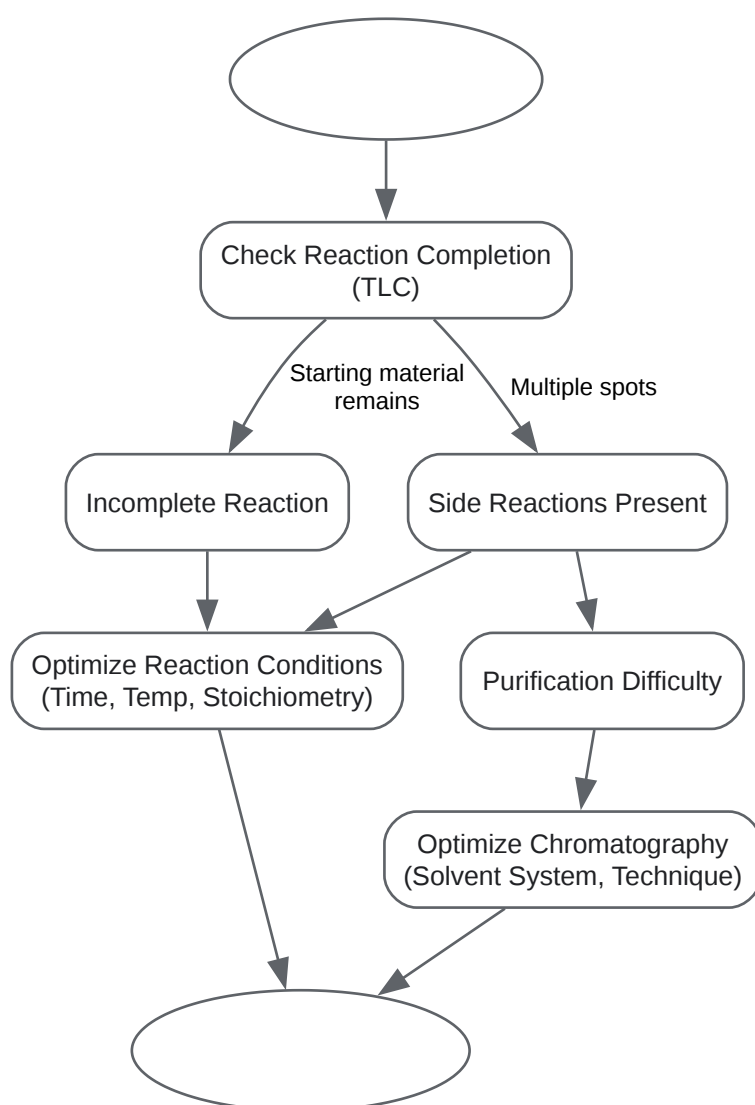 Check Reaction Completion
(TLC)
Starting material
remains
Multiple spots
Incomplete Reaction
Side Reactions Present
Optimize Reaction Conditions
(Time, Temp, Stoichiometry)
Purification Difficulty
Optimize Chromatography
(Solvent System, Technique)